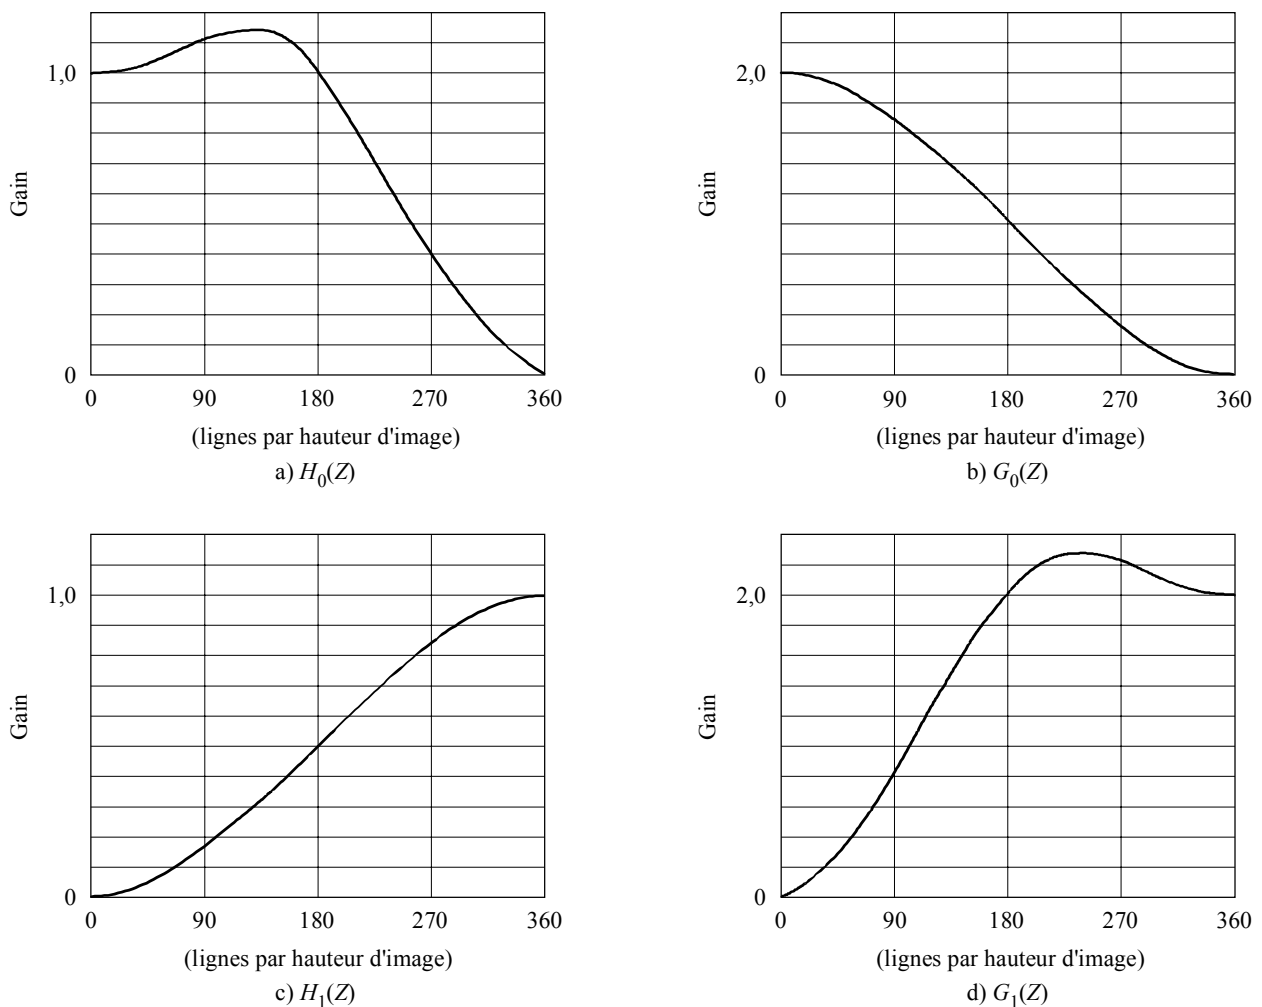 1,0
Gain
0
0 90 180 270 360
(lignes par hauteur d'image)
a) H0(Z)
2,0
Gain
0
0 90 180 270 360
(lignes par hauteur d'image)
b) G0(Z)
1,0
Gain
0
0 90 180 270 360
(lignes par hauteur d'image)
c) H1(Z)
2,0
Gain
0
0 90 180 270 360
(lignes par hauteur d'image)
d) G1(Z)